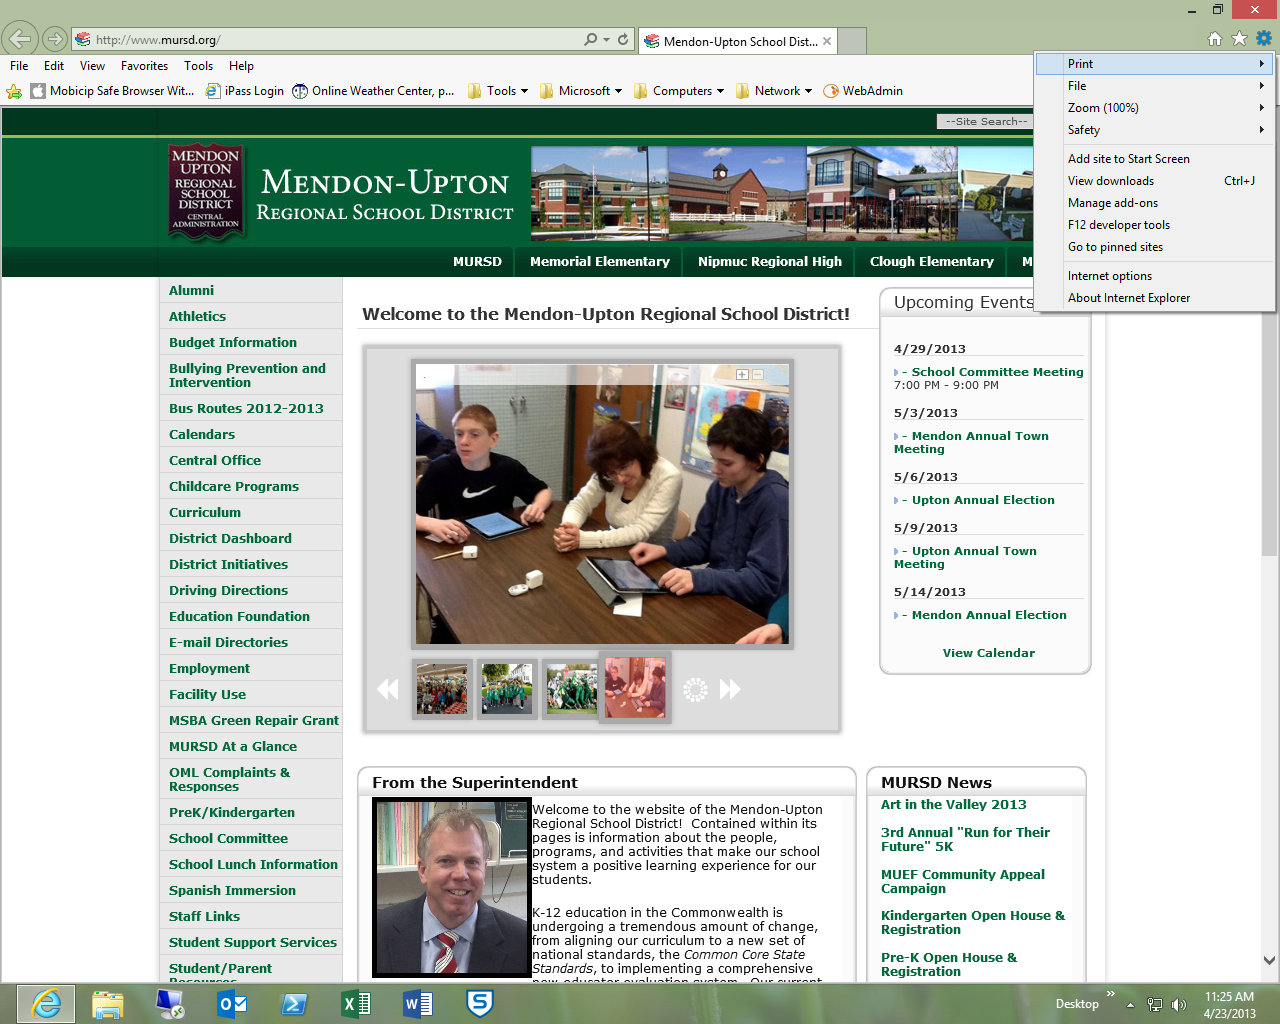 http://www.mursd.org/
Mendon-Upton School Dist...
File Edit View Favorites Tools Help
Mobicip Safe Browser Wit... iPass Login Online Weather Center, p... Tools Microsoft Computers Network WebAdmin
Print
File
Zoom (100%)
Safety
Add site to Start Screen
View downloads Ctrl+J
Manage add-ons
F12 developer tools
Go to pinned sites
Internet options
About Internet Explorer
--Site Search--
MENDON
UPTON
REGIONAL
SCHOOL
DISTRICT
CENTRAL
ADMINISTRATION
MENDON-UPTON
REGIONAL SCHOOL DISTRICT
MURSD Memorial Elementary Nipmuc Regional High Clough Elementary M
Alumni
Athletics
Budget Information
Bullying Prevention and
Intervention
Bus Routes 2012-2013
Calendars
Central Office
Childcare Programs
Curriculum
District Dashboard
District Initiatives
Driving Directions
Education Foundation
E-mail Directories
Employment
Facility Use
MSBA Green Repair Grant
MURSD At a Glance
OML Complaints &
Responses
PreK/Kindergarten
School Committee
School Lunch Information
Spanish Immersion
Staff Links
Student Support Services
Student/Parent
Resources
Welcome to the Mendon-Upton Regional School District!
Upcoming Events
4/29/2013
- School Committee Meeting
7:00 PM - 9:00 PM
5/3/2013
- Mendon Annual Town
Meeting
5/6/2013
- Upton Annual Election
5/9/2013
- Upton Annual Town
Meeting
5/14/2013
- Mendon Annual Election
View Calendar
From the Superintendent
Welcome to the website of the Mendon-Upton
Regional School District! Contained within its
pages is information about the people,
programs, and activities that make our school
system a positive learning experience for our
students.
K-12 education in the Commonwealth is
undergoing a tremendous amount of change,
from aligning our curriculum to a new set of
national standards, the Common Core State
Standards, to implementing a comprehensive
new educator evaluation system. Our current
MURSD News
Art in the Valley 2013
3rd Annual "Run for Their
Future" 5K
MUEF Community Appeal
Campaign
Kindergarten Open House &
Registration
Pre-K Open House &
Registration
Desktop
11:25 AM
4/23/2013